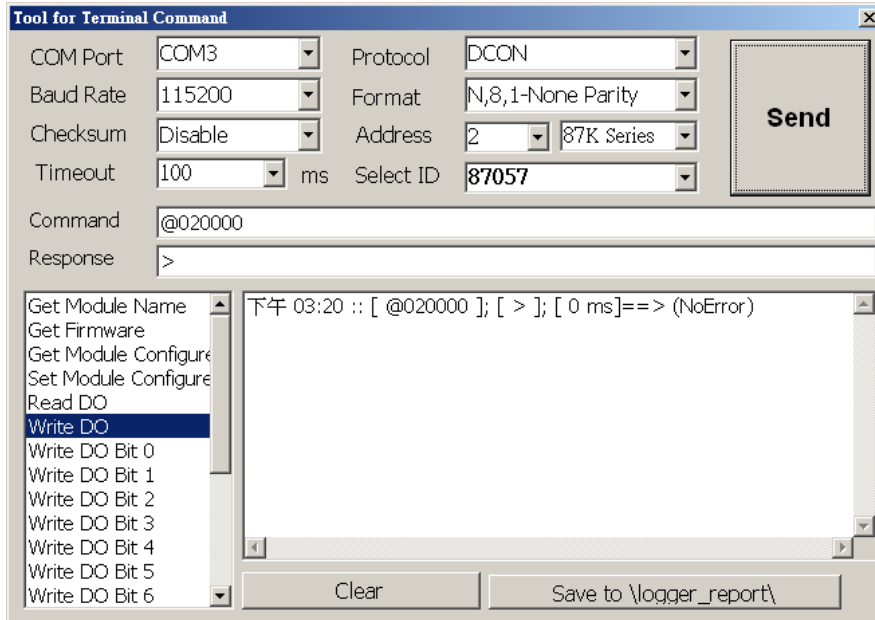 Tool for Terminal Command
COM Port COM3 Protocol DCON
Baud Rate 115200 Format N,8,1-None Parity
Send
Checksum Disable Address 2 87K Series
Timeout 100 ms Select ID 87057
Command @020000
Response >
Get Module Name
Get Firmware
Get Module Configure
Set Module Configure
Read DO
Write DO
Write DO Bit 0
Write DO Bit 1
Write DO Bit 2
Write DO Bit 3
Write DO Bit 4
Write DO Bit 5
Write DO Bit 6
下午 03:20 :: [ @020000 ]; [ > ]; [ 0 ms]==> (NoError)
Clear
Save to \logger_report\